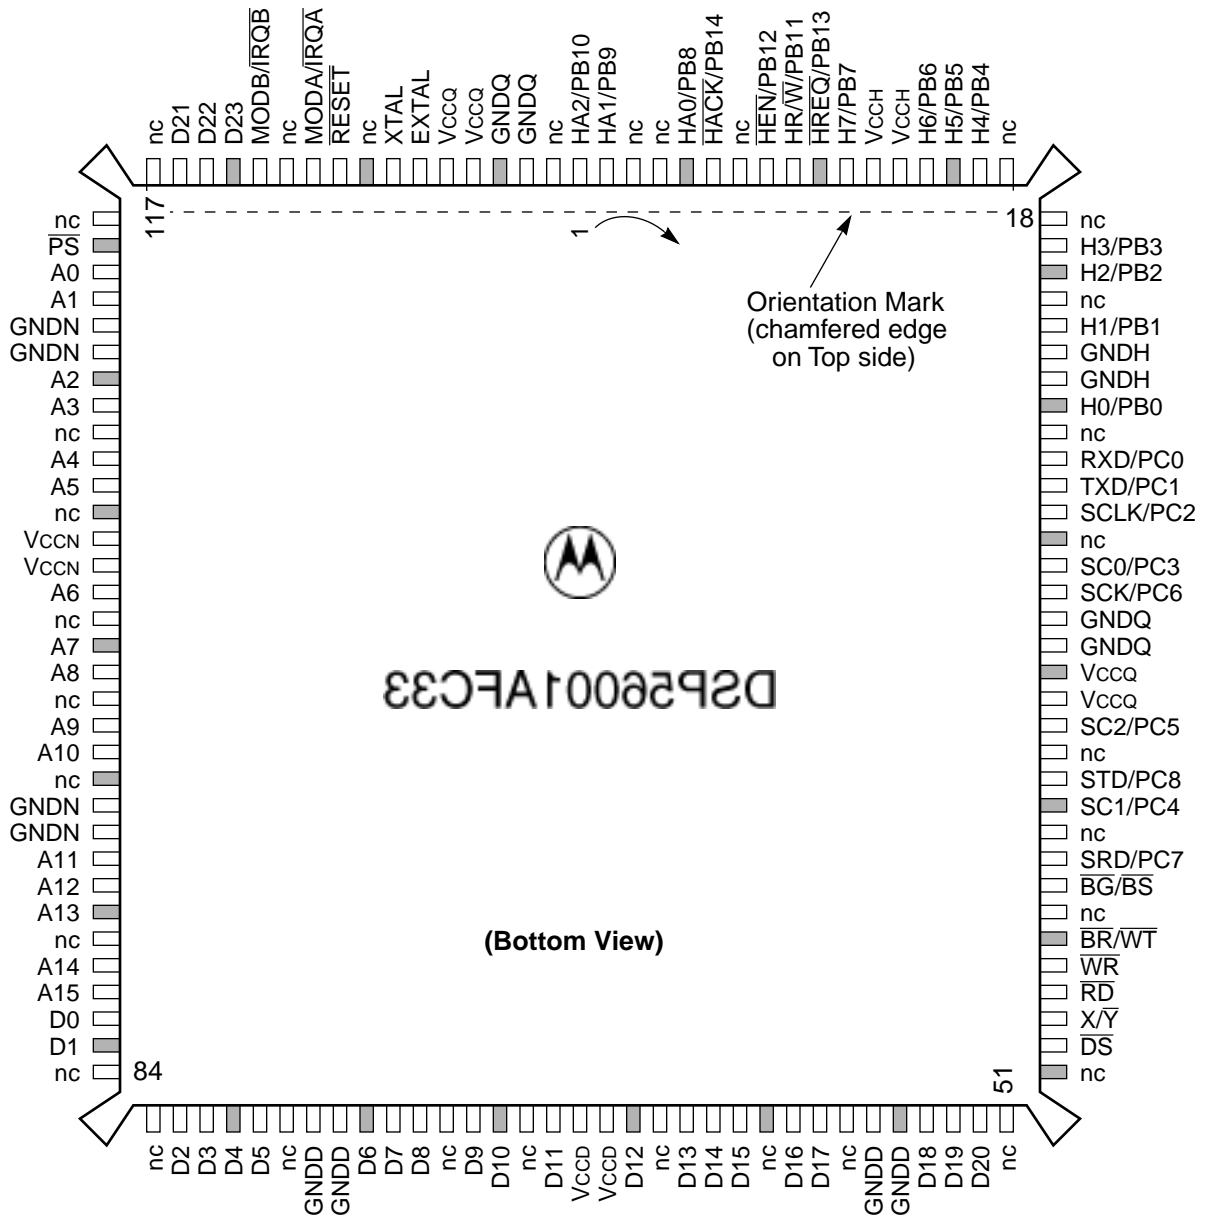 nc
D21
D22
D23
MODB/IRQB
nc
MODA/IRQA
RESET
nc
XTAL
EXTAL
VCCQ
VCCQ
GNDQ
GNDQ
nc
HA2/PB10
HA1/PB9
nc
nc
HA0/PB8
HACK/PB14
nc
HEN/PB12
HR/W/PB11
HREQ/PB13
H7/PB7
VCCH
VCCH
H6/PB6
H5/PB5
H4/PB4
nc
117
1
18
nc
PS
A0
A1
GNDN
GNDN
A2
A3
nc
A4
A5
nc
VCCN
VCCN
A6
nc
A7
A8
nc
A9
A10
nc
GNDN
GNDN
A11
A12
A13
nc
A14
A15
D0
D1
nc
Orientation Mark
(chamfered edge
on Top side)
DSP56001AFC33
(Bottom View)
nc
H3/PB3
H2/PB2
nc
H1/PB1
GNDH
GNDH
H0/PB0
nc
RXD/PC0
TXD/PC1
SCLK/PC2
nc
SC0/PC3
SCK/PC6
GNDQ
GNDQ
VCCQ
VCCQ
SC2/PC5
nc
STD/PC8
SC1/PC4
nc
SRD/PC7
BG/BS
nc
BR/WT
WR
RD
X/Y
DS
nc
84
51
nc
D2
D3
D4
D5
nc
GNDD
GNDD
D6
D7
D8
nc
D9
D10
nc
D11
VCCD
VCCD
D12
nc
D13
D14
D15
nc
D16
D17
nc
GNDD
GNDD
D18
D19
D20
nc